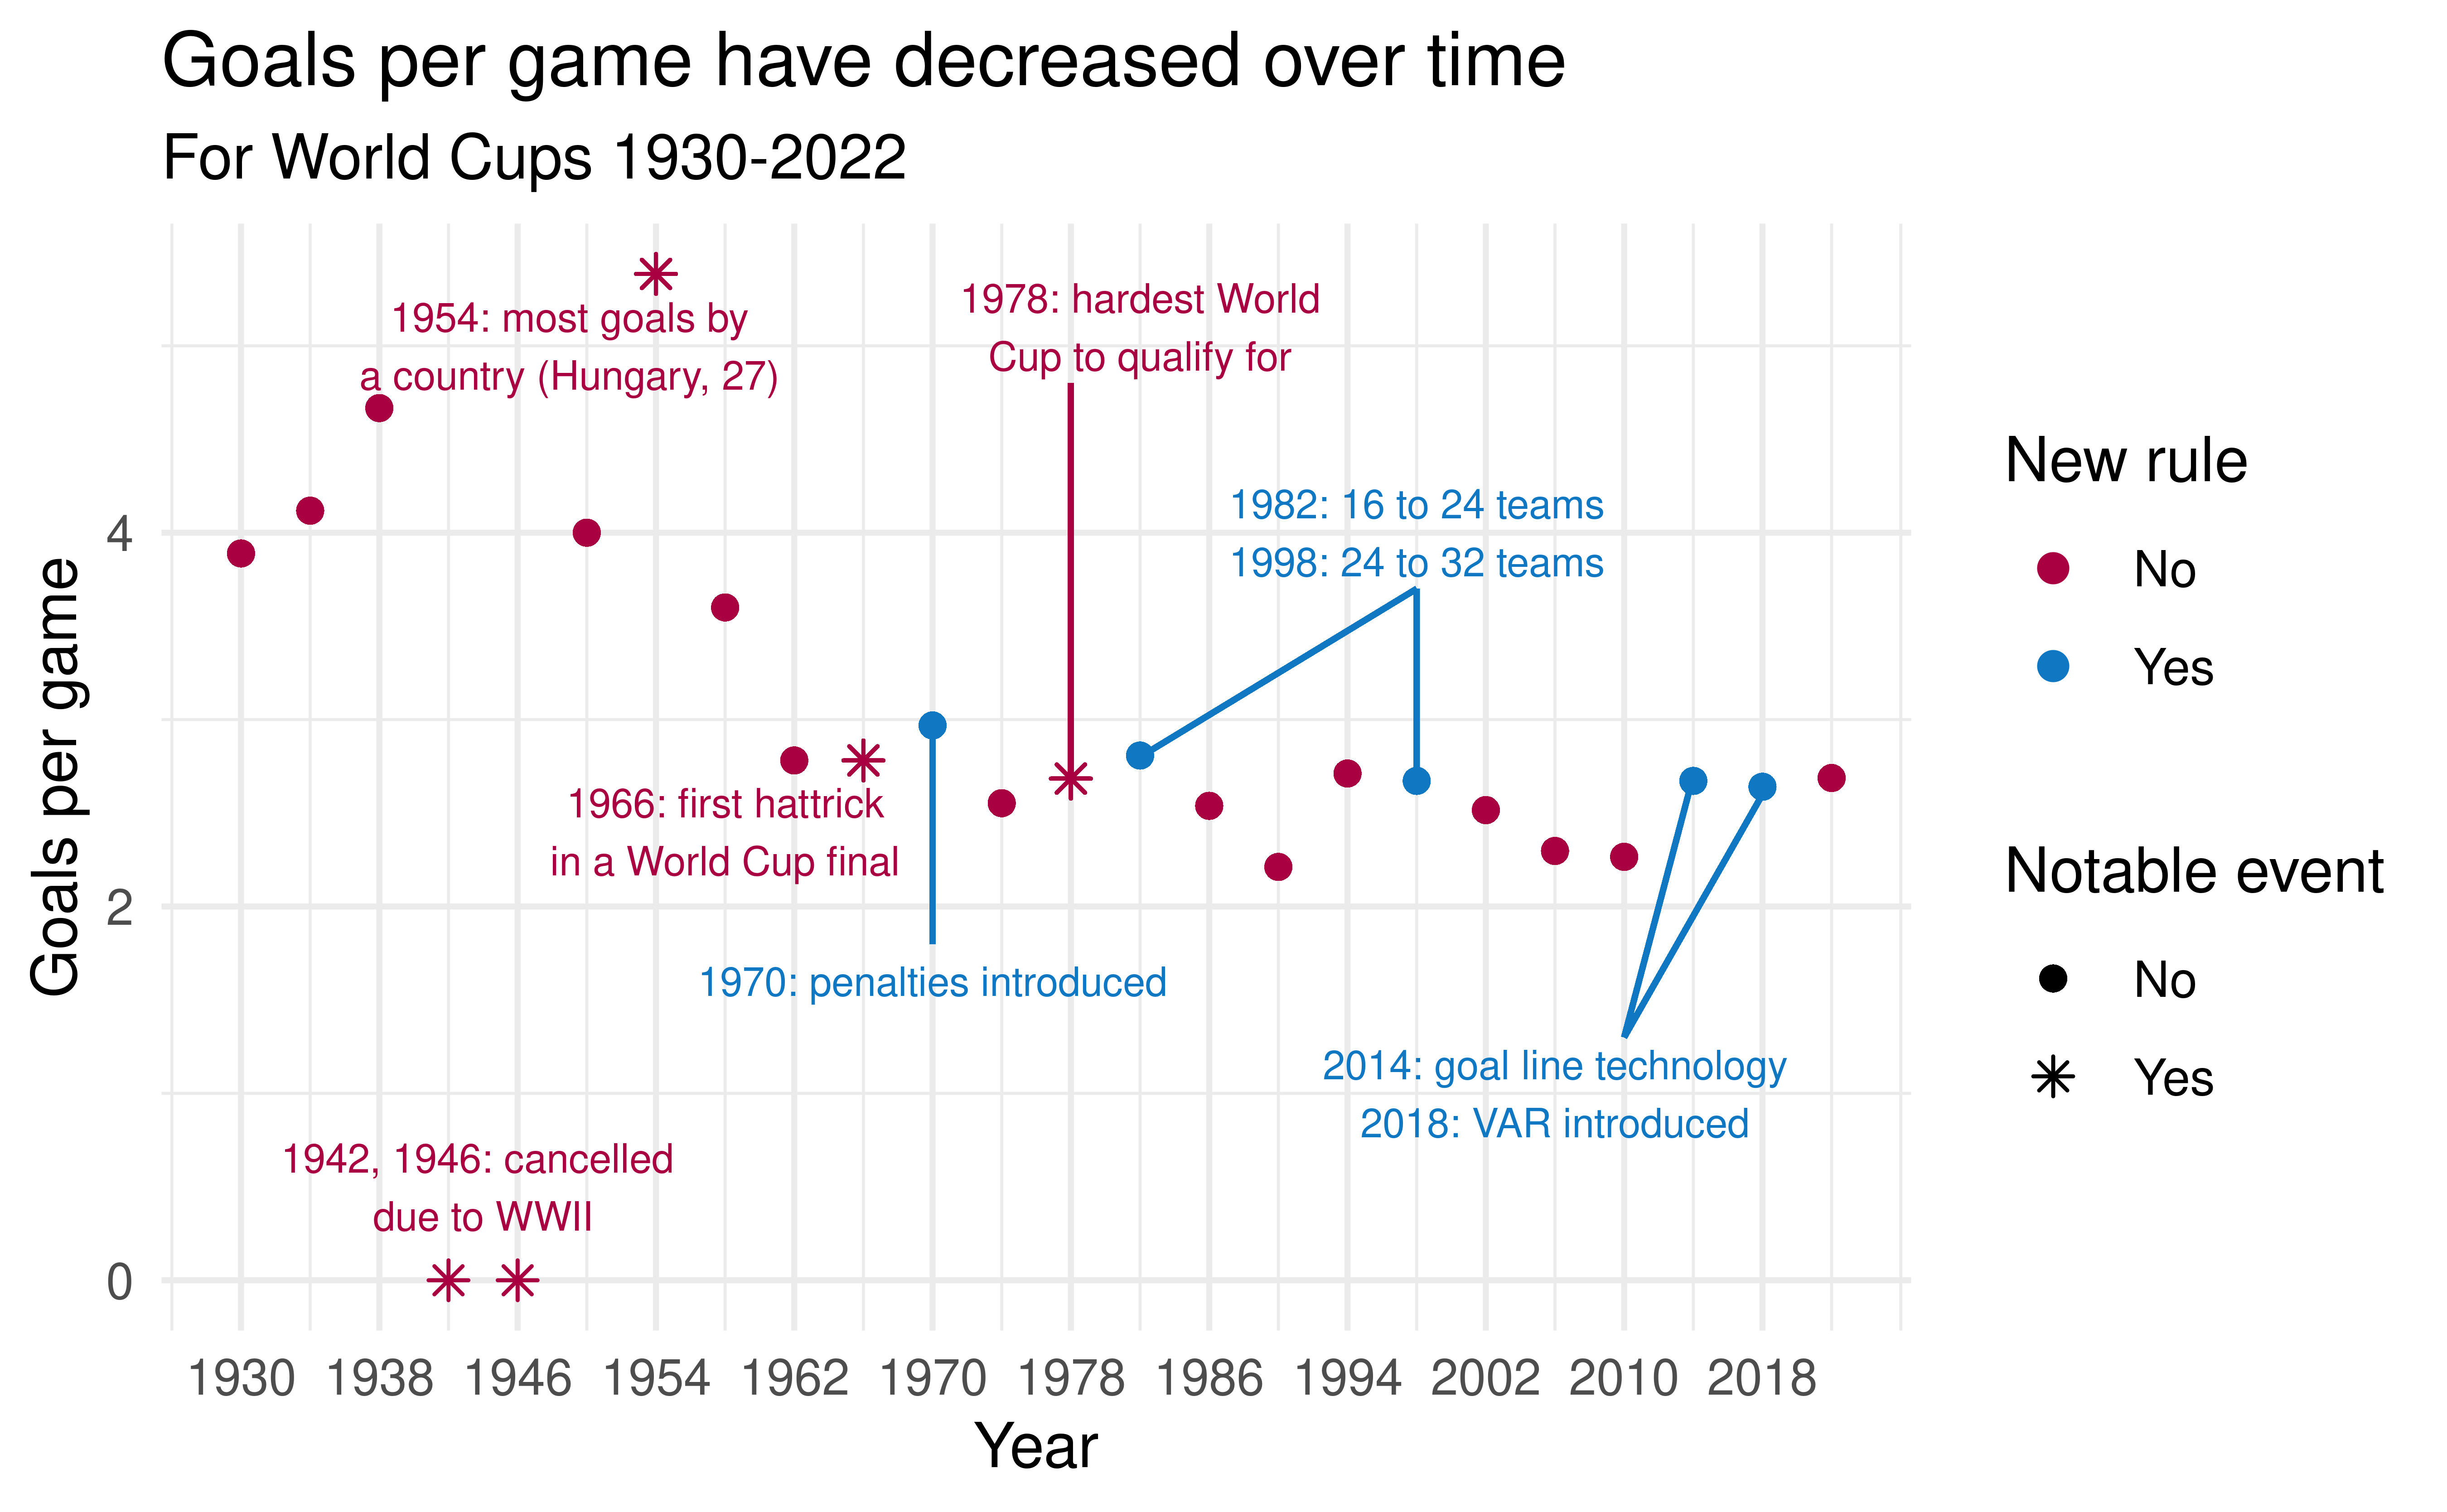 Goals per game have decreased over time
For World Cups 1930-2022
1954: most goals by
a country (Hungary, 27)
1978: hardest World
Cup to qualify for
1982: 16 to 24 teams
1998: 24 to 32 teams
1966: first hattrick
in a World Cup final
1970: penalties introduced
2014: goal line technology
2018: VAR introduced
1942, 1946: cancelled
due to WWII
Goals per game
4
2
0
1930 1938 1946 1954 1962 1970 1978 1986 1994 2002 2010 2018
Year
New rule
No
Yes
Notable event
No
Yes